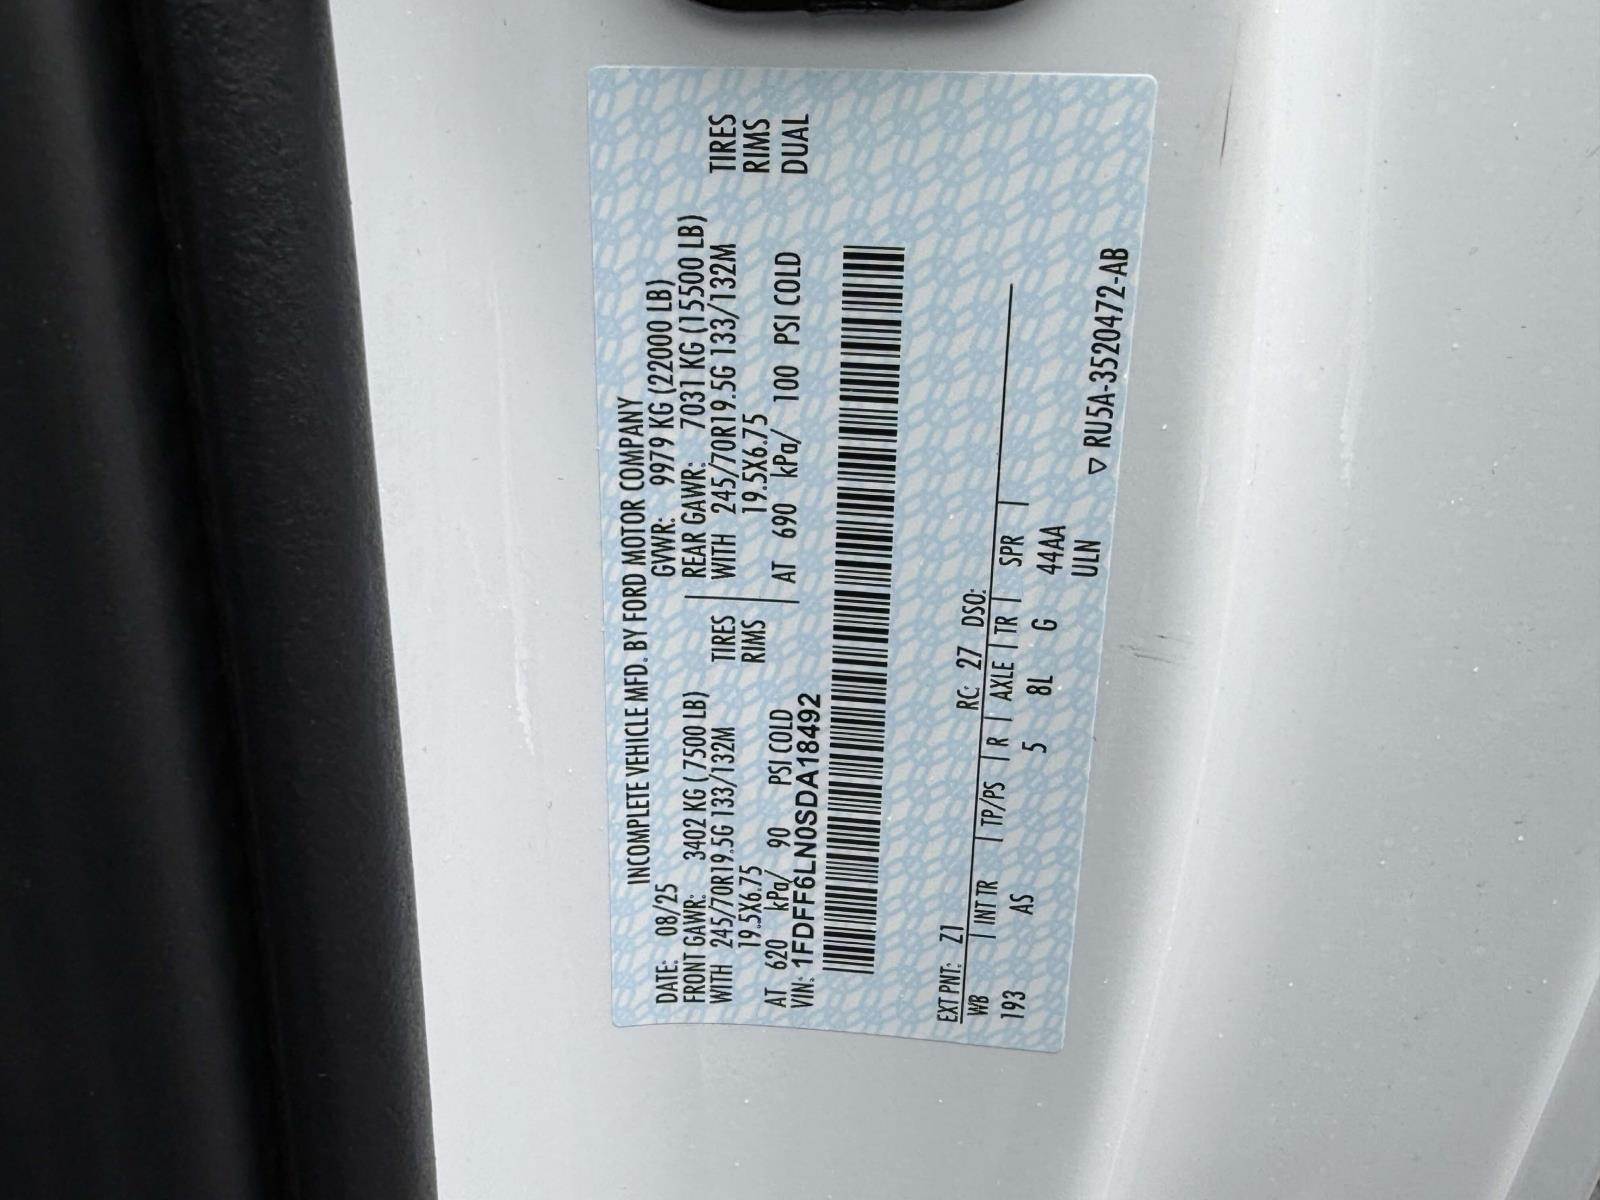 INCOMPLETE VEHICLE MFD. BY FORD MOTOR COMPANY
DATE: 08/25 GVWR: 9979 KG (22000 LB)
FRONT GAWR: 3402 KG (7500 LB) REAR GAWR: 7031 KG (15500 LB)
WITH 245/70R19.5G 133/132M TIRES WITH 245/70R19.5G 133/132M TIRES
19.5X6.75 RIMS 19.5X6.75 RIMS
AT 620 kPa/ 90 PSI COLD AT 690 kPa/ 100 PSI COLD DUAL
VIN: 1FDFF6LN0SDA18492
EXT PNT: Z1 RC: 27 DSO:
WB | INT TR | TP/PS | R | AXLE | TR | SPR |
193 AS 5 8L G 44AA
ULN
▽ RU5A-3520472-AB